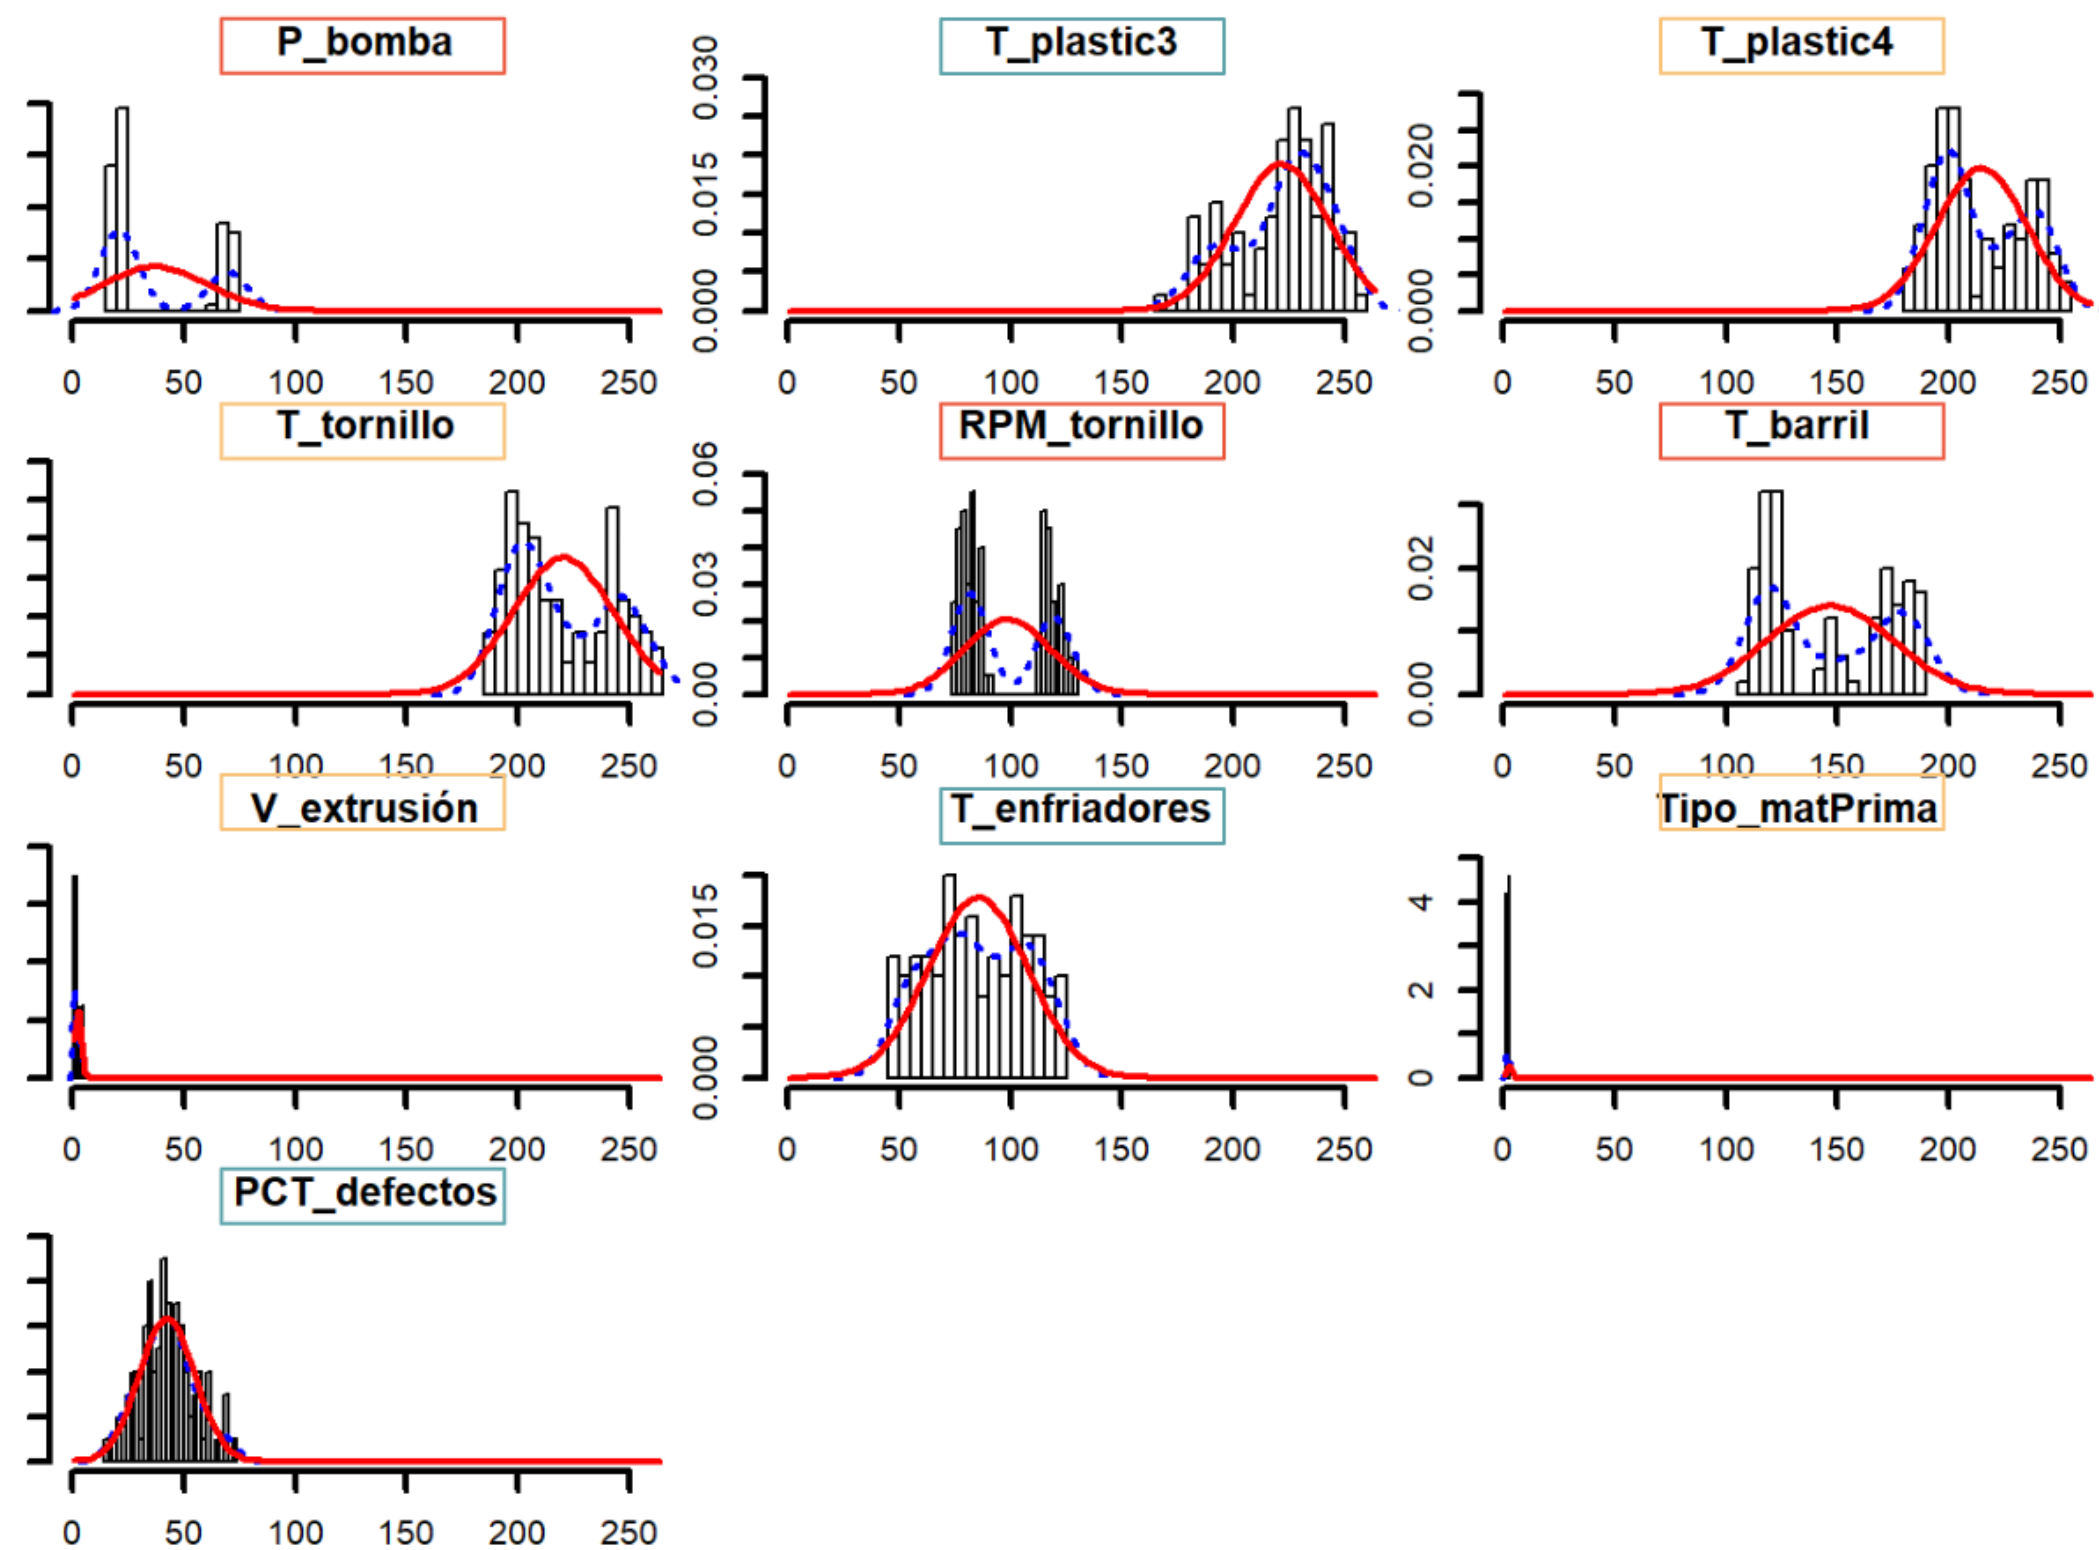 P_bomba
T_plastic3
T_plastic4
0.000 0.015 0.030
0.000 0.020
0 50 100 150 200 250
0 50 100 150 200 250
0 50 100 150 200 250
T_tornillo
RPM_tornillo
T_barril
0.00 0.03 0.06
0.00 0.02
0 50 100 150 200 250
0 50 100 150 200 250
0 50 100 150 200 250
V_extrusión
T_enfriadores
Tipo_matPrima
0.000 0.015
0 2 4
0 50 100 150 200 250
0 50 100 150 200 250
0 50 100 150 200 250
PCT_defectos
0 50 100 150 200 250